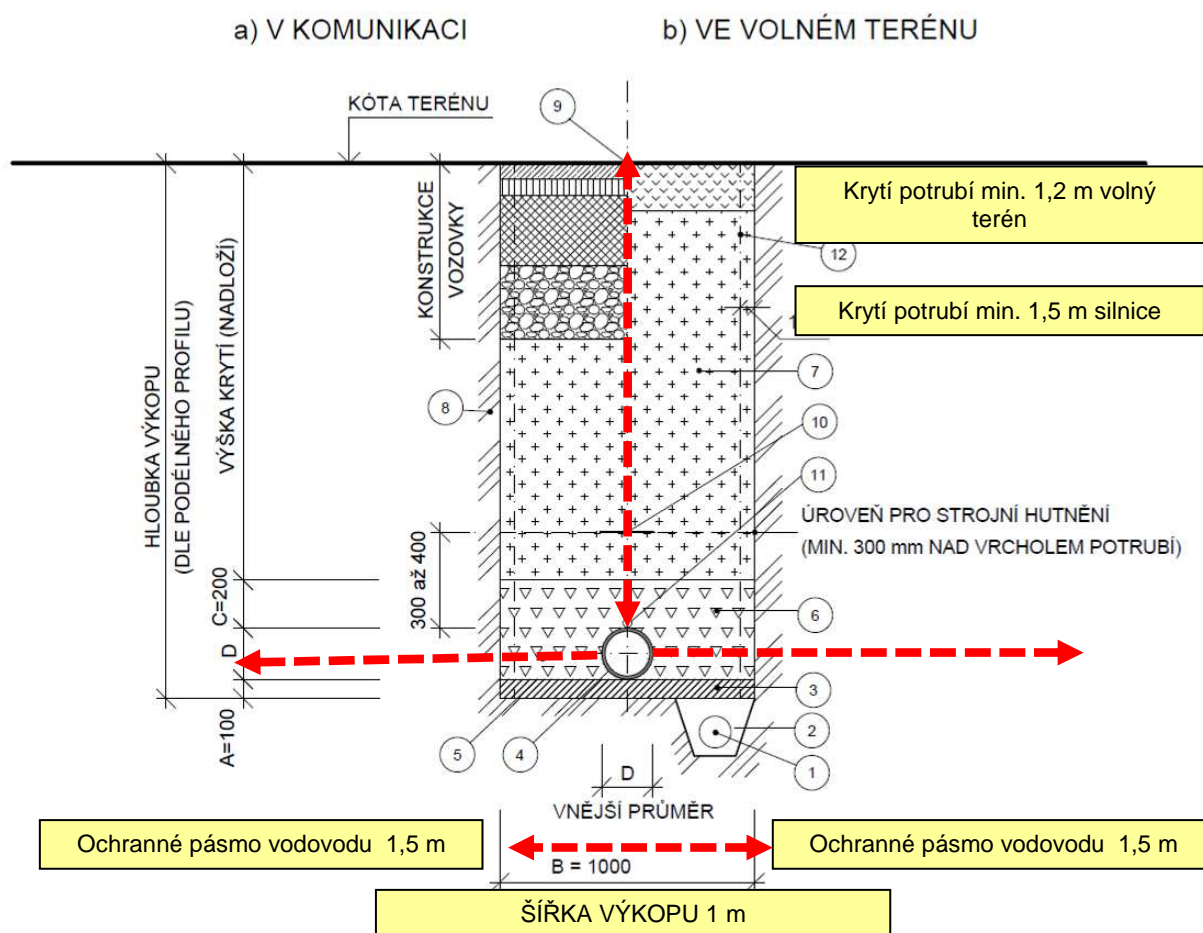 a) V KOMUNIKACI
b) VE VOLNÉM TERÉNU
KÓTA TERÉNU
9
Krytí potrubí min. 1,2 m volný
terén
12
Krytí potrubí min. 1,5 m silnice
KONSTRUKCE
VOZOVKY
HLOUBKA VÝKOPU
(DLE PODÉLNÉHO PROFILU)
VÝŠKA KRYTÍ (NADLOŽÍ)
7
8
10
11
ÚROVEŇ PRO STROJNÍ HUTNĚNÍ
(MIN. 300 mm NAD VRCHOLEM POTRUBÍ)
300 až 400
C=200
6
D
3
A=100
5
4
2
1
D
VNĚJŠÍ PRŮMĚR
Ochranné pásmo vodovodu 1,5 m
Ochranné pásmo vodovodu 1,5 m
B = 1000
ŠÍŘKA VÝKOPU 1 m